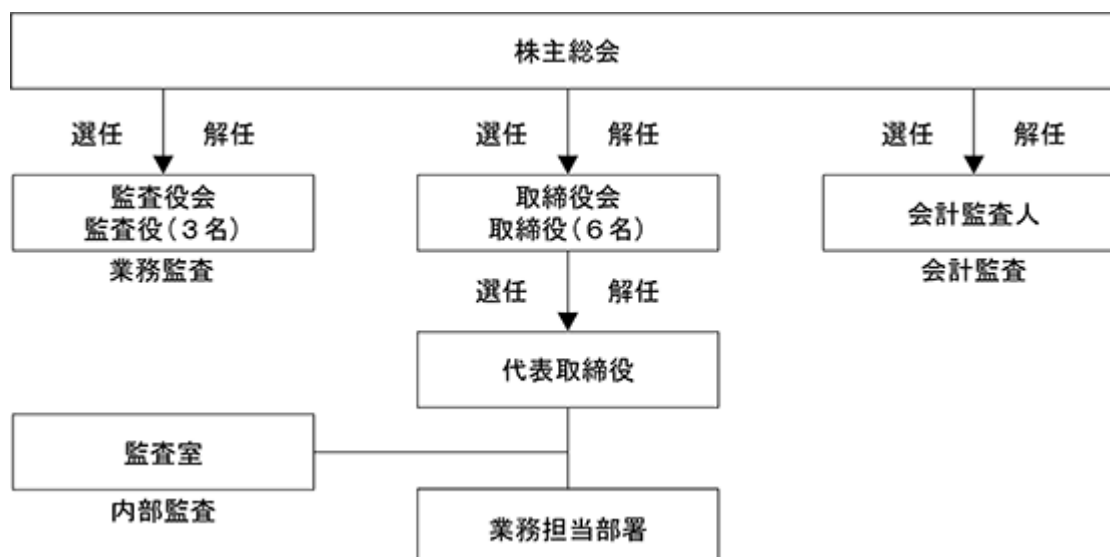 株主総会
選任 解任
選任 解任
選任 解任
監査役会
監査役(3名)
業務監査
取締役会
取締役(6名)
会計監査人
会計監査
選任 解任
代表取締役
監査室
内部監査
業務担当部署